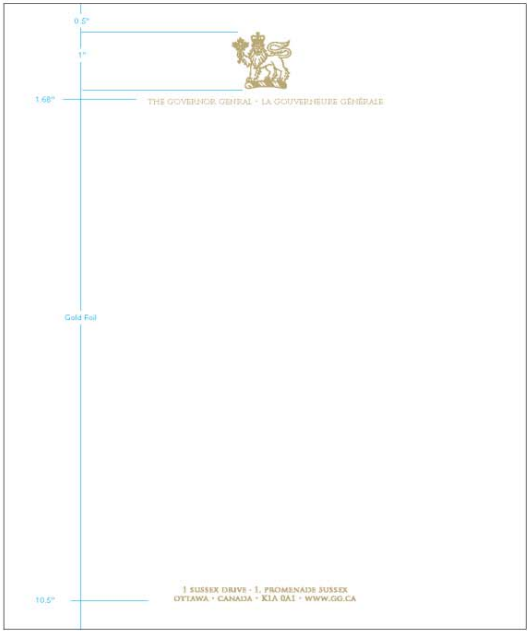 0.5"
1"
1.68"
THE GOVERNOR GENRAL · LA GOUVERNEURE GÉNÉRALE
Gold Foil
1 SUSSEX DRIVE · 1, PROMENADE SUSSEX
10.5"
OTTAWA · CANADA · K1A 0A1 · WWW.GG.CA